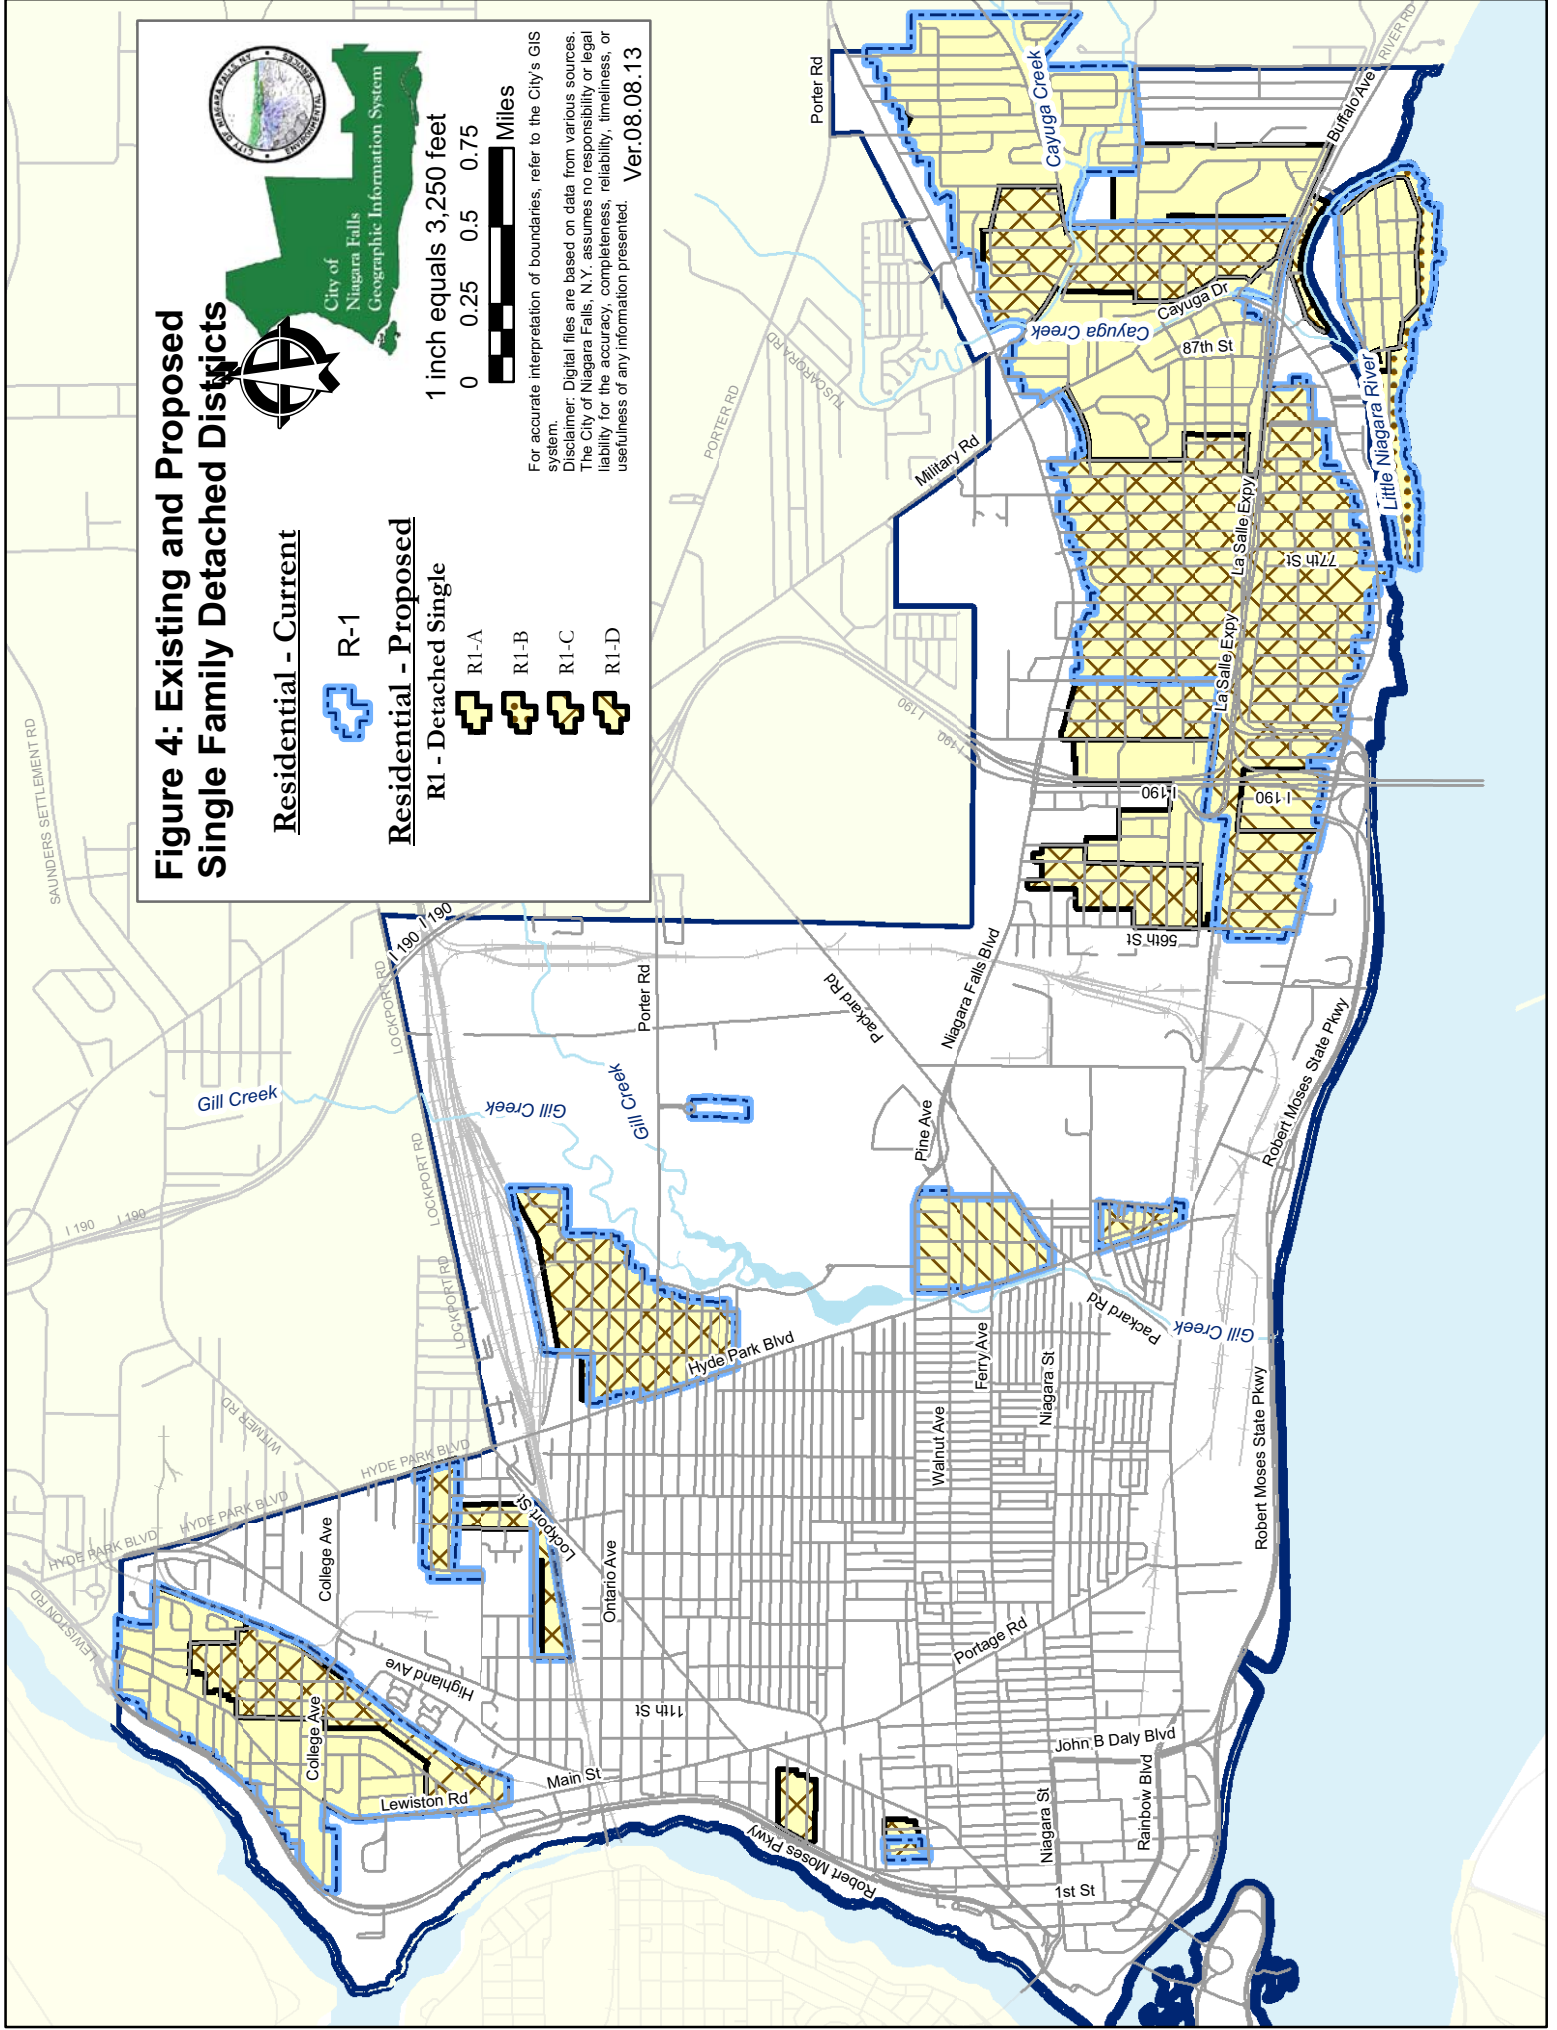 Figure 4: Existing and Proposed
Single Family Detached Districts
Residential - Current
R-1
Residential - Proposed
R1 - Detached Single
R1-A
R1-B
R1-C
R1-D
CITY OF NIAGARA FALLS, NY
ENVIRONMENTAL SERVICES
City of
Niagara Falls
Geographic Information System
1 inch equals 3,250 feet
0 0.25 0.5 0.75
Miles
For accurate interpretation of boundaries, refer to the City's GIS
system.
Disclaimer: Digital files are based on data from various sources.
The City of Niagara Falls, N.Y. assumes no responsibility or legal
liability for the accuracy, completeness, reliability, timeliness, or
usefulness of any information presented.
Ver.08.08.13
SAUNDERS SETTLEMENT RD
LOCKPORT RD
LOCKPORT RD
LOCKPORT RD
LOCKPORT RD
I 190
I 190
I 190
I 190
Gill Creek
Gill Creek
Gill Creek
Gill Creek
WITMER RD
HYDE PARK BLVD
HYDE PARK BLVD
HYDE PARK BLVD
LEWISTON RD
College Ave
College Ave
Highland Ave
Lewiston Rd
Main St
Lockport St
Ontario Ave
11th St
Hyde Park Blvd
Porter Rd
Packard Rd
Niagara Falls Blvd
Pine Ave
Walnut Ave
Ferry Ave
Niagara St
Packard Rd
Portage Rd
John B Daly Blvd
Rainbow Blvd
Niagara St
1st St
Robert Moses Pkwy
Robert Moses State Pkwy
Robert Moses State Pkwy
56th St
I 190
I 190
I 190
I 190
La Salle Expy
La Salle Expy
77th St
Military Rd
PORTER RD
TUSCARORA RD
Porter Rd
Cayuga Creek
Cayuga Creek
Cayuga Dr
87th St
Little Niagara River
Buffalo Ave
RIVER RD